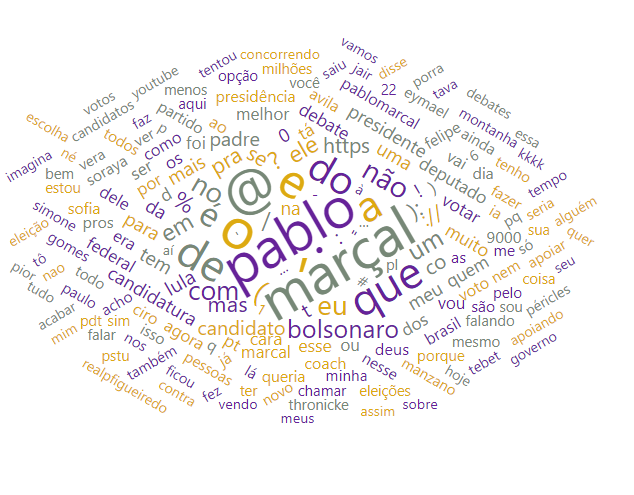 vamos
concorrendo
tentou
milhões
saiu
jair
disse
porra
youtube
opção
você
22
debates
votos
menos
presidência
avila
pablomarcal
tava
candidatos
partido
aqui
melhor
debate
eymael
essa
escolha
todos
faz
ao
0
tá
presidente
felipe
montanha
né
ver
p
foi
padre
https
ainda
kkkk
imagina
vera
como
pra
se
?
ele
uma
vai
6
só
bem
soraya
ser
os
mais
@
e
do
não
deputado
dia
tenho
tempo
estou
por
d
no
!
)
fazer
alguém
sofia
dele
da
%
na
à
a
votar
ia
seria
simone
para
em
é
o
pablo
:
);
://
pq
sua
quer
eleição
pros
era
aí
/
"
muito
9000
me
só
apoiar
seu
gomes
federal
tem
de
,
marçal
um
as
nem
coisa
tô
nao
todo
lula
...
que
co
quem
voto
péricles
pior
paulo
candidatura
com
(
#
pl
meu
pelo
apoiando
tudo
acho
mas
1
eu
t
vou
são
sou
governo
acabar
ciro
agora
candidato
bolsonaro
dos
brasil
falando
mim
pdt
sim
isso
q
pt
cara
esse
ou
deus
porque
mesmo
tebet
falar
nos
já
marcal
coach
nesse
manzano
pstu
também
pessoas
lá
queria
minha
eleições
hoje
realpfigueiredo
ficou
ter
novo
chamar
contra
fez
vendo
thronicke
assim
sobre
meus